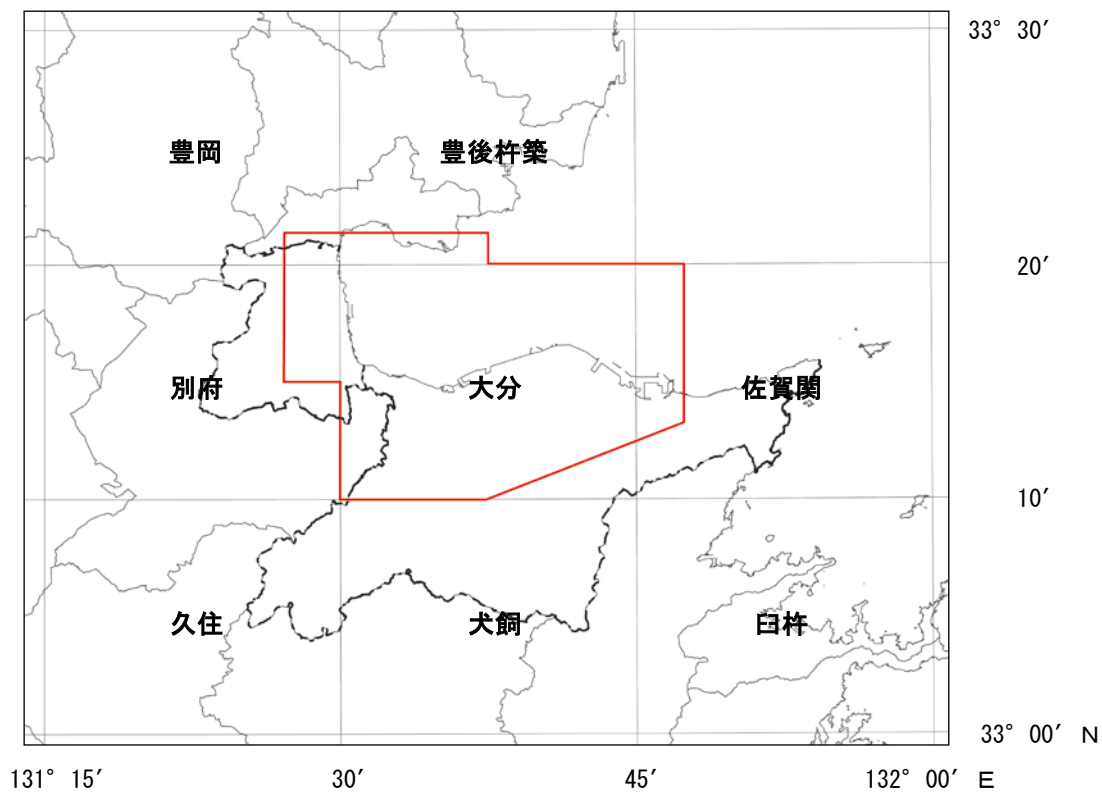 33° 30′
豊岡
豊後杵築
20′
別府
大分
佐賀関
10′
久住
犬飼
臼杵
33° 00′ N
131° 15′
30′
45′
132° 00′ E